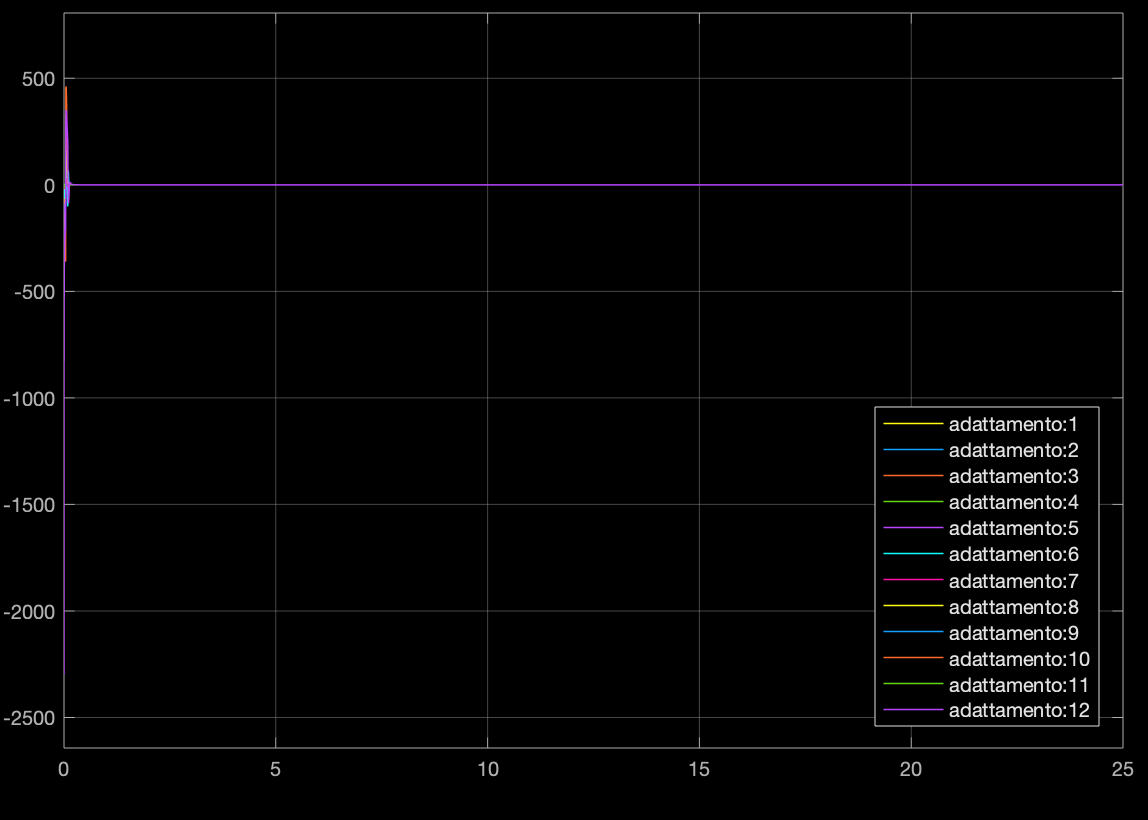 500
0
-500
-1000
-1500
-2000
-2500
0 5 10 15 20 25
adattamento:1
adattamento:2
adattamento:3
adattamento:4
adattamento:5
adattamento:6
adattamento:7
adattamento:8
adattamento:9
adattamento:10
adattamento:11
adattamento:12